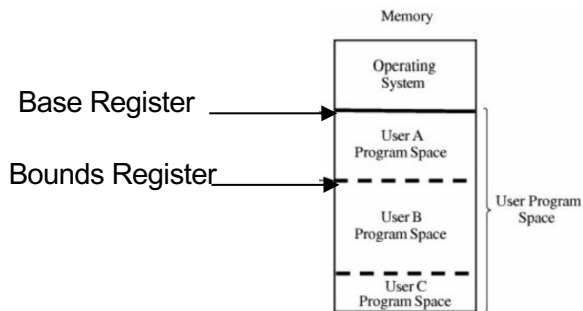 Memory
Operating
System
Base Register
User A
Program Space
Bounds Register
User Program
Space
User B
Program Space
User C
Program Space